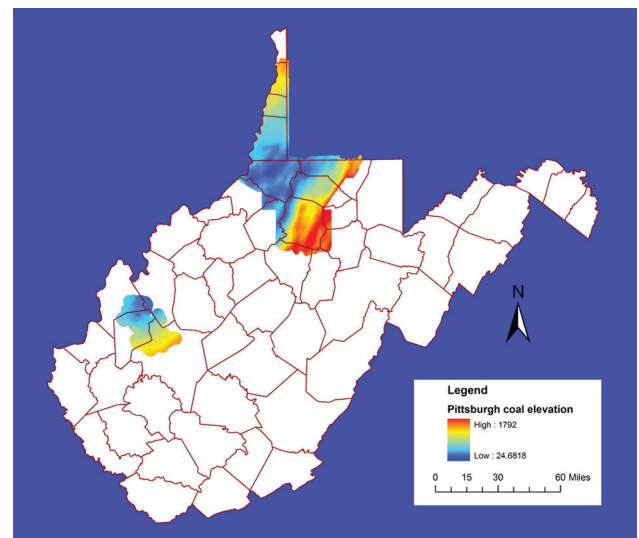 N
Legend
Pittsburgh coal elevation
High : 1792
Low : 24.6818
0 15 30 60 Miles